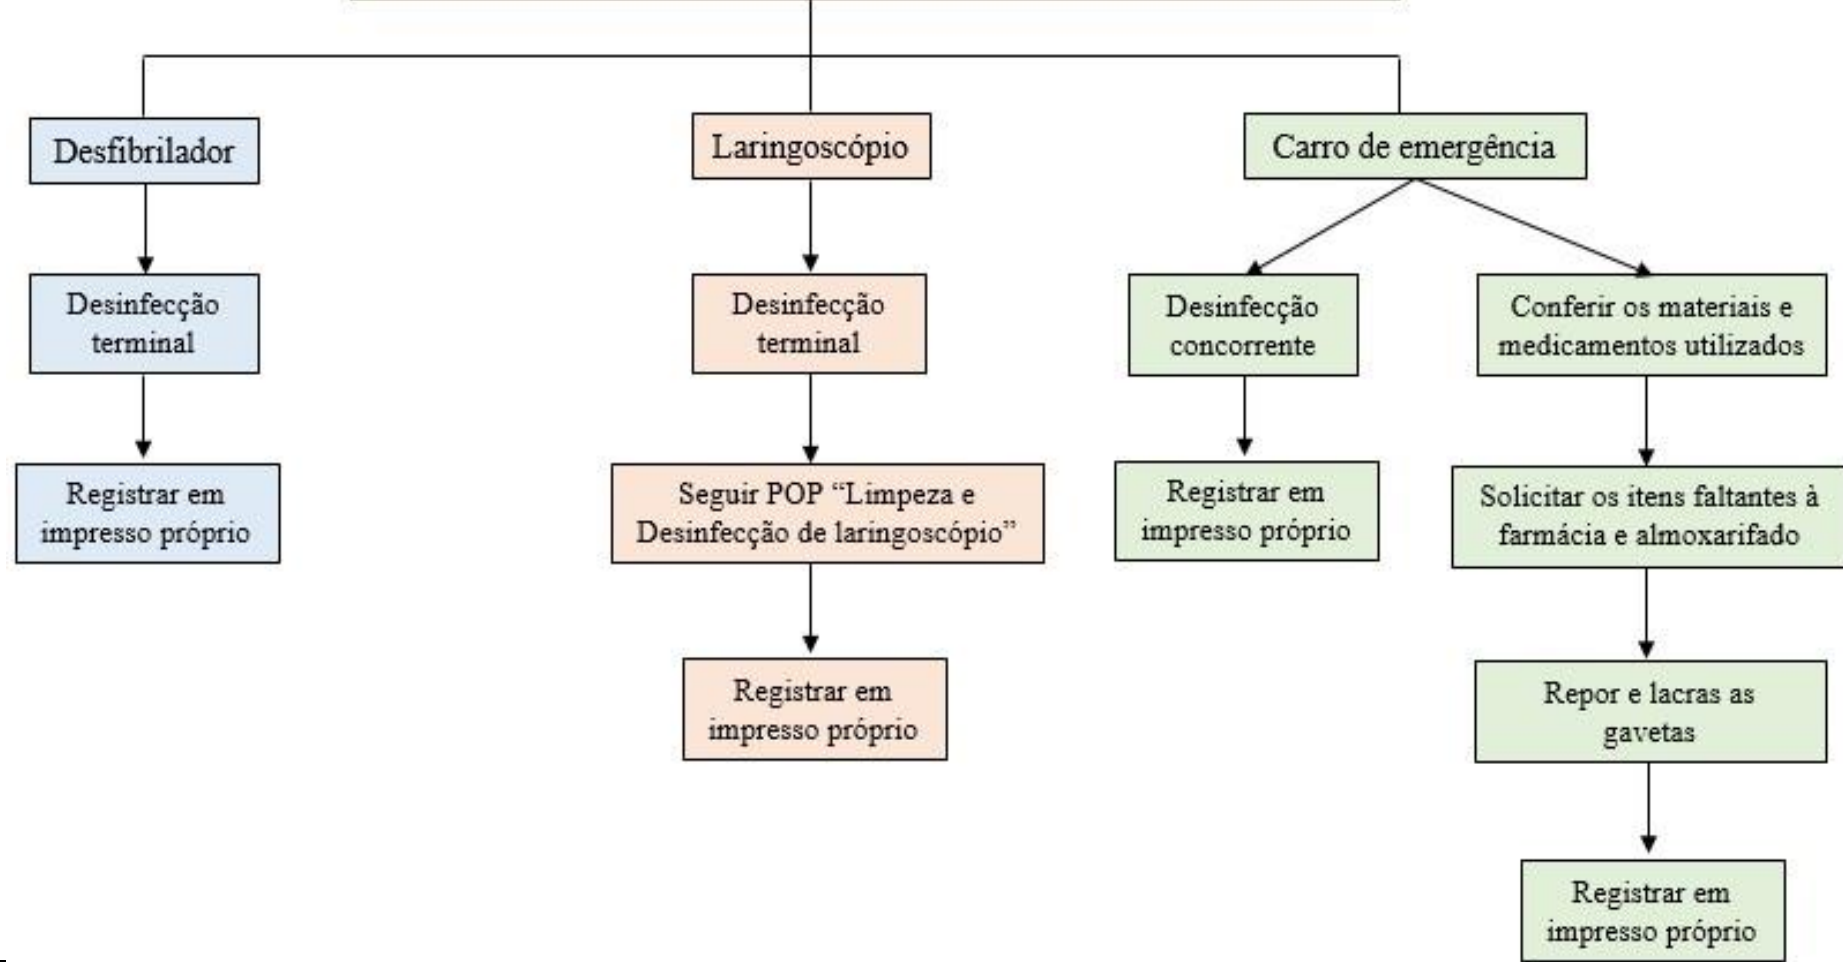 Desfibrilador
Laringoscópio
Carro de emergência
Desinfecção
terminal
Desinfecção
terminal
Desinfecção
concorrente
Conferir os materiais e
medicamentos utilizados
Registrar em
impresso próprio
Seguir POP “Limpeza e
Desinfecção de laringoscópio”
Registrar em
impresso próprio
Solicitar os itens faltantes à
farmácia e almoxarifado
Registrar em
impresso próprio
Repor e lacras as
gavetas
Registrar em
impresso próprio